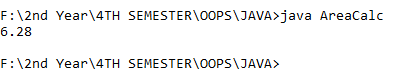 F:\2nd Year\4TH SEMESTER\OOPS\JAVA>java AreaCalc
6.28
F:\2nd Year\4TH SEMESTER\OOPS\JAVA>